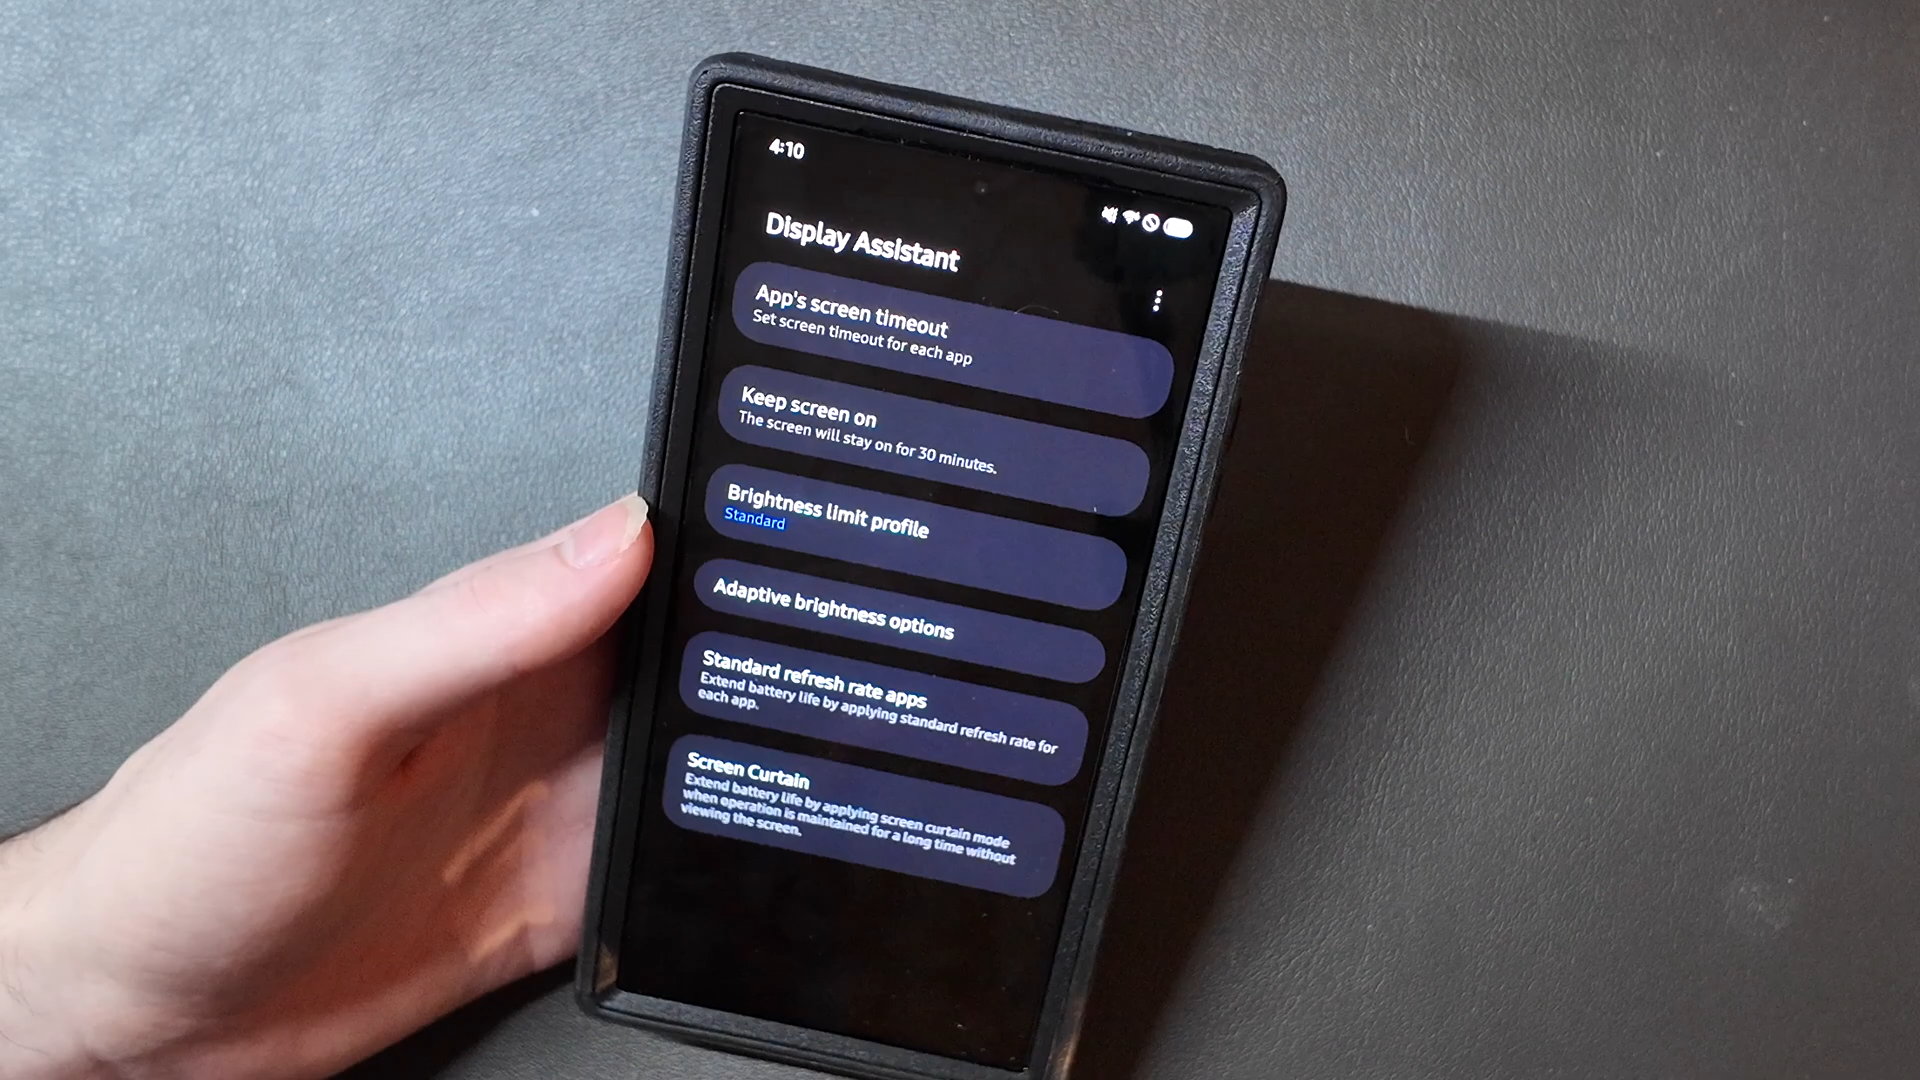 4:10
Display Assistant
App's screen timeout
Set screen timeout for each app
Keep screen on
The screen will stay on for 30 minutes.
Brightness limit profile
Standard
Adaptive brightness options
Standard refresh rate apps
Extend battery life by applying standard refresh rate for
each app.
Screen Curtain
Extend battery life by applying screen curtain mode
when operation is maintained for a long time without
viewing the screen.